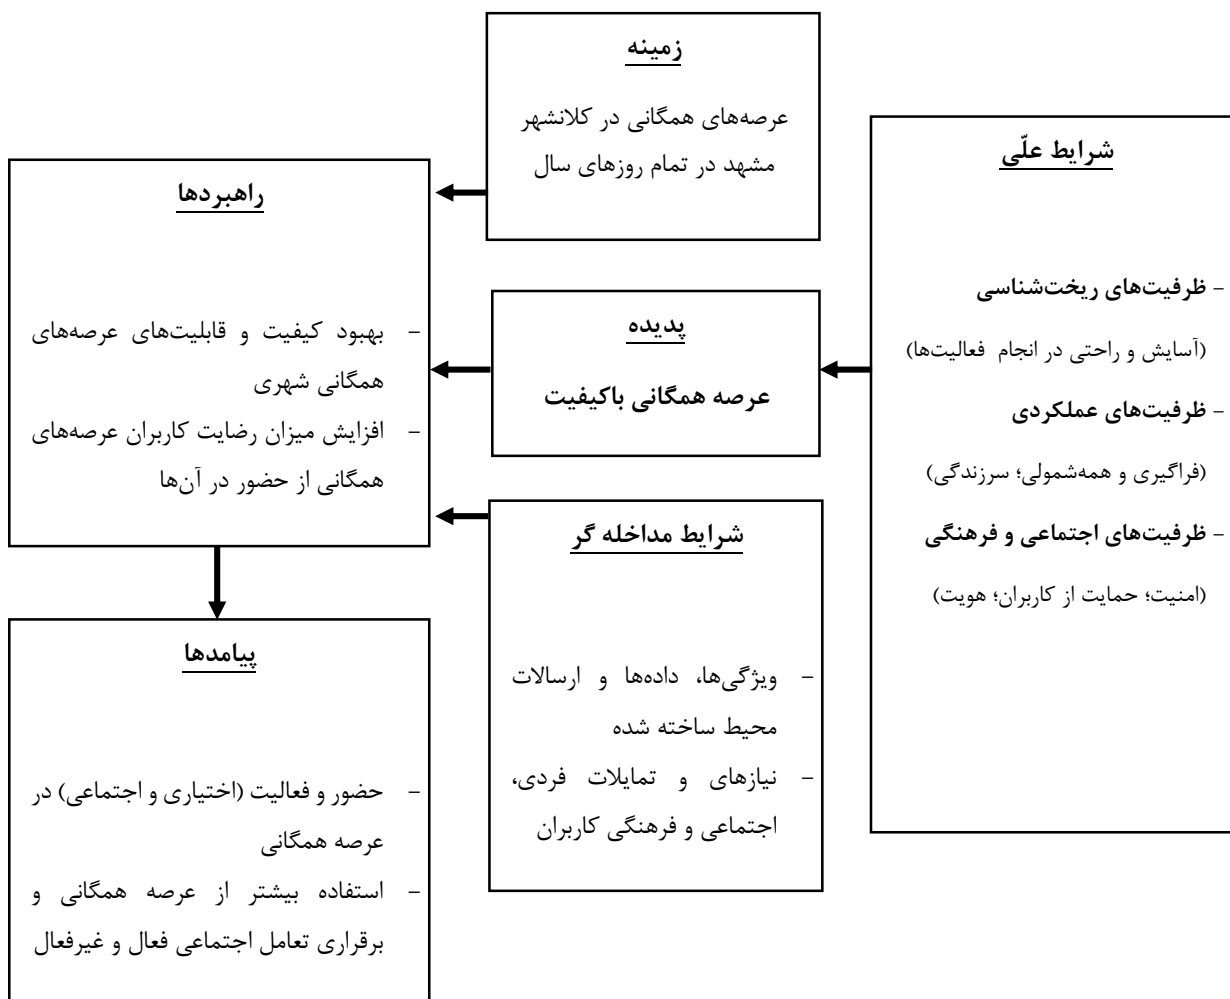 زمینه
عرصه‌های همگانی در کلانشهر
مشهد در تمام روزهای سال
شرایط علّی
- ظرفیت‌های ریخت‌شناسی
(آسایش و راحتی در انجام فعالیت‌ها)
- ظرفیت‌های عملکردی
(فراگیری و همه‌شمولی؛ سرزندگی)
- ظرفیت‌های اجتماعی و فرهنگی
(امنیت؛ حمایت از کاربران؛ هویت)
پدیده
عرصه همگانی باکیفیت
شرایط مداخله گر
- ویژگی‌ها، داده‌ها و ارسالات
محیط ساخته شده
- نیازهای و تمایلات فردی،
اجتماعی و فرهنگی کاربران
راهبردها
- بهبود کیفیت و قابلیت‌های عرصه‌های
همگانی شهری
- افزایش میزان رضایت کاربران عرصه‌های
همگانی از حضور در آن‌ها
پیامدها
- حضور و فعالیت (اختیاری و اجتماعی) در
عرصه همگانی
- استفاده بیشتر از عرصه همگانی و
برقراری تعامل اجتماعی فعال و غیرفعال